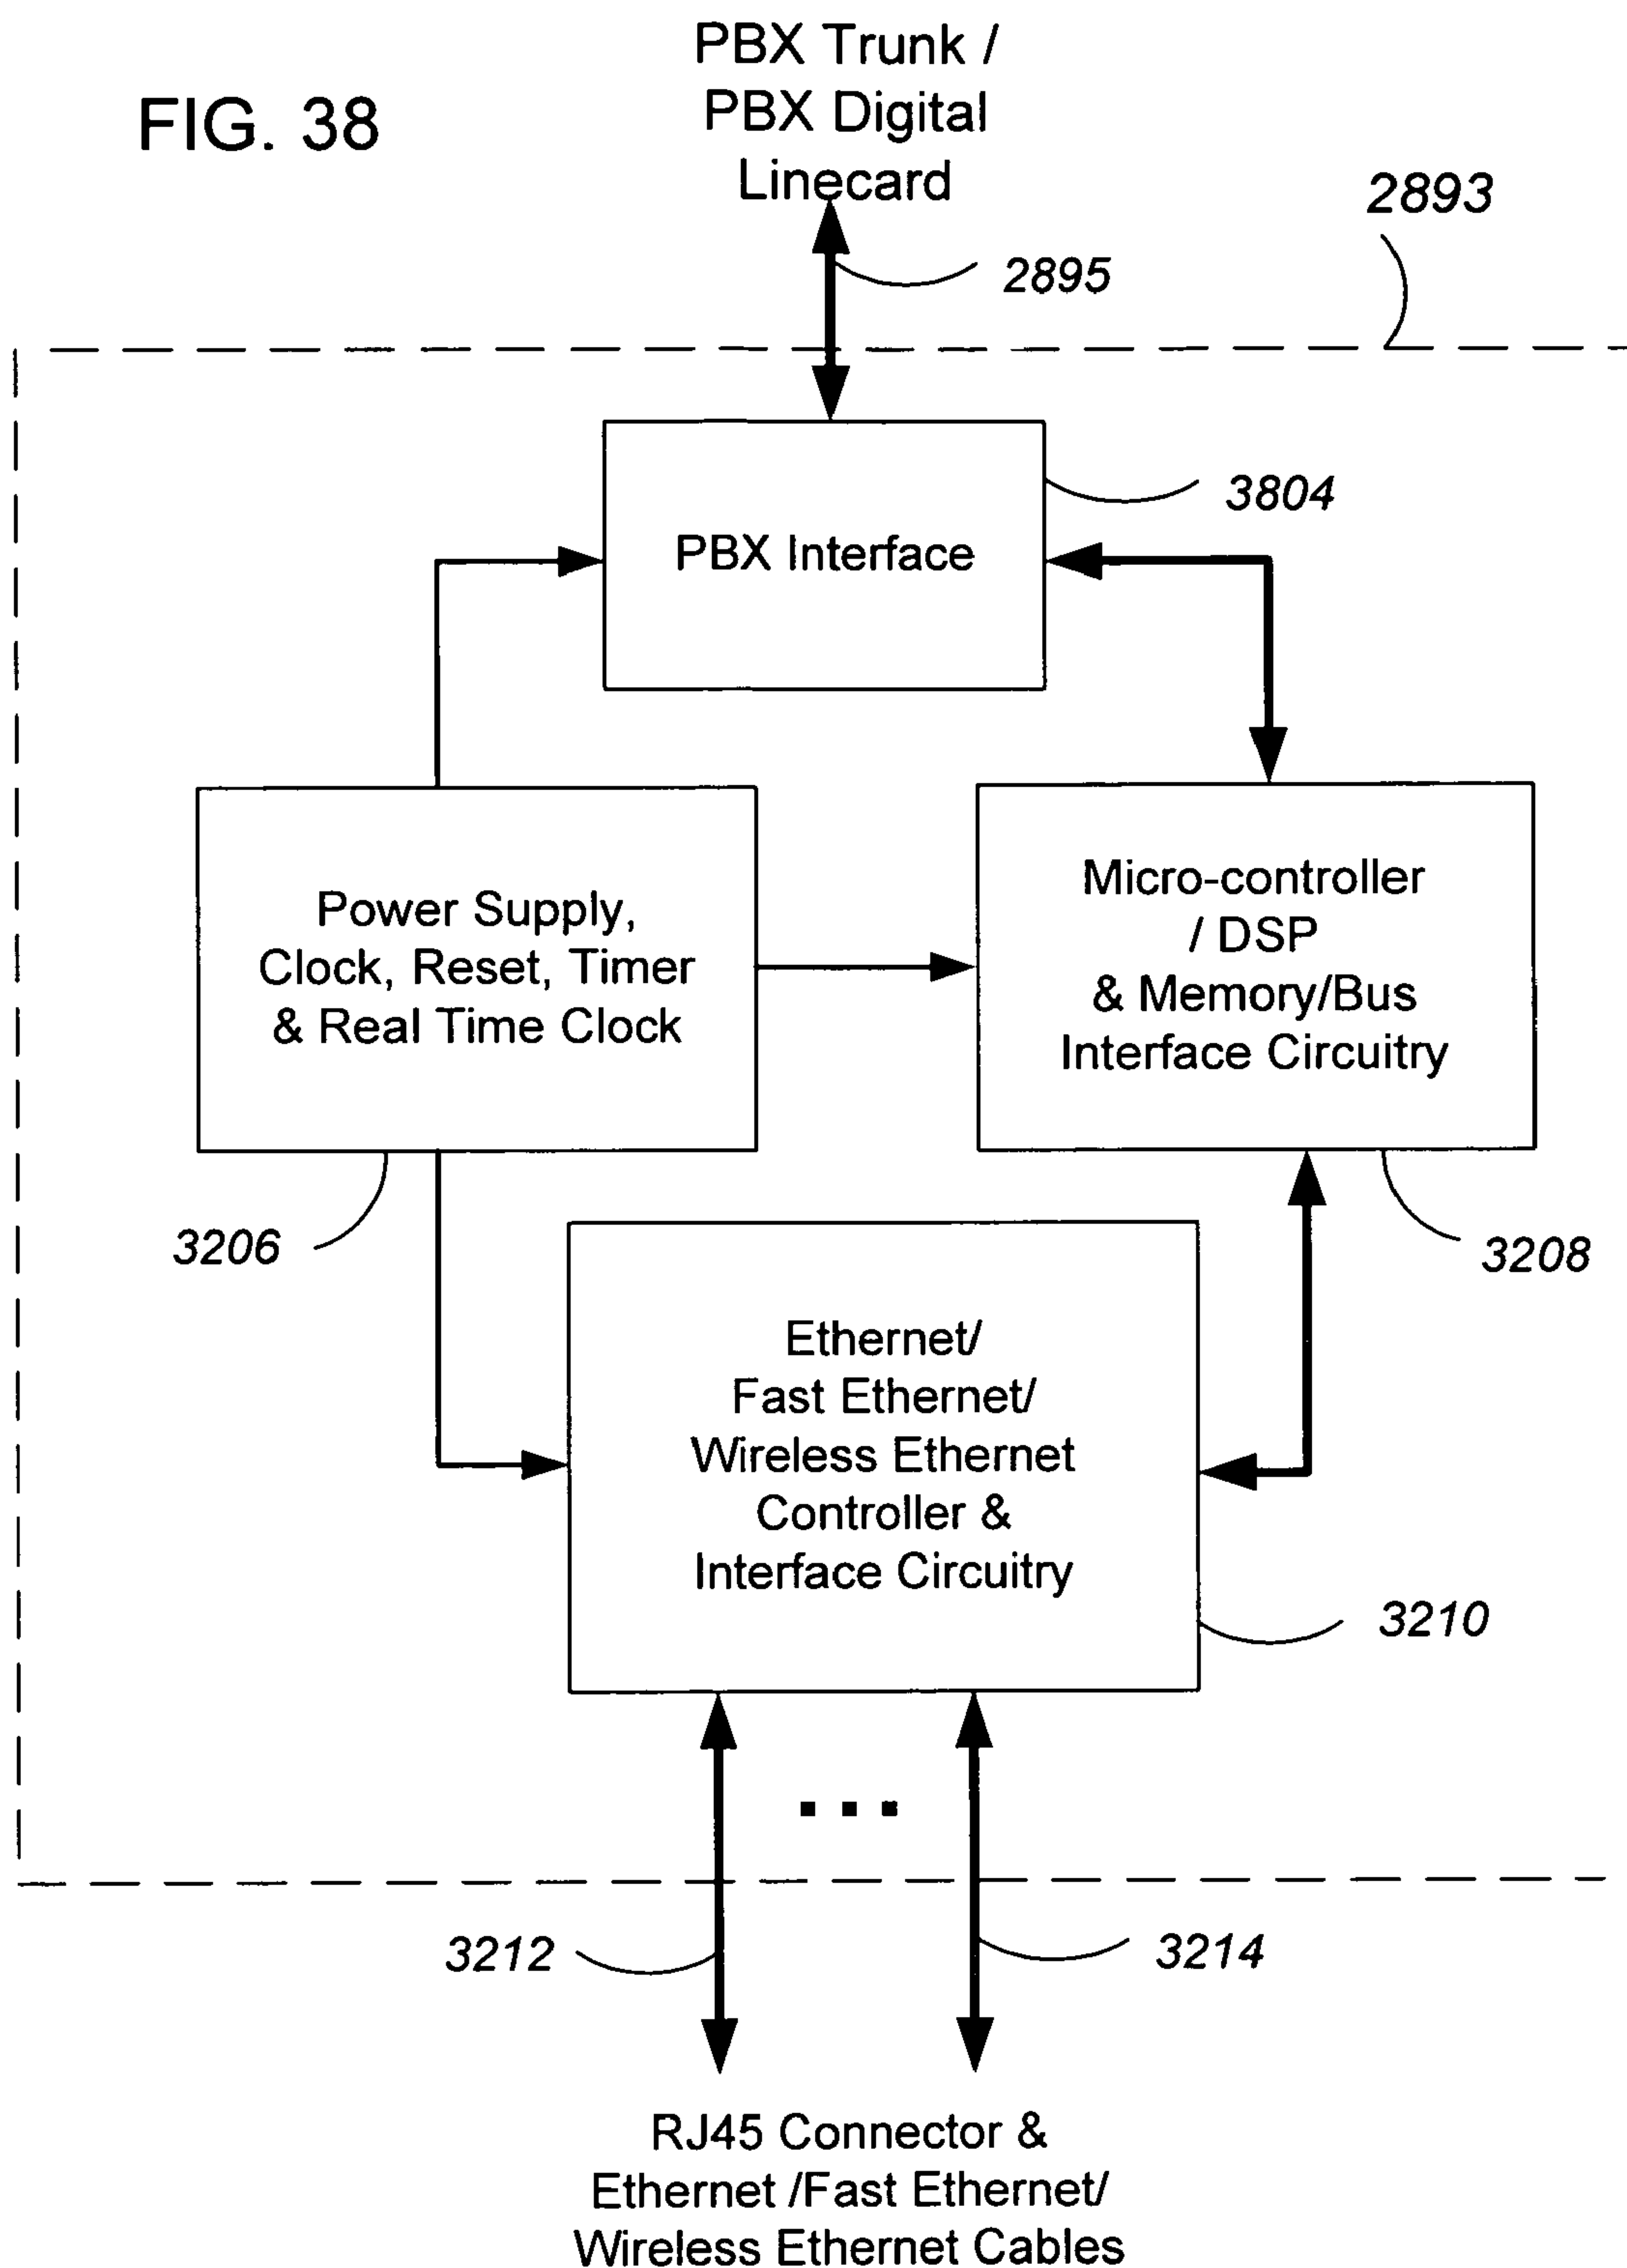 FIG. 38
PBX Trunk /
PBX Digital
Linecard
2893
2895
3804
PBX Interface
Power Supply,
Clock, Reset, Timer
& Real Time Clock
Micro-controller
/ DSP
& Memory/Bus
Interface Circuitry
3206
3208
Ethernet/
Fast Ethernet/
Wireless Ethernet
Controller &
Interface Circuitry
3210
...
3212
3214
RJ45 Connector &
Ethernet /Fast Ethernet/
Wireless Ethernet Cables